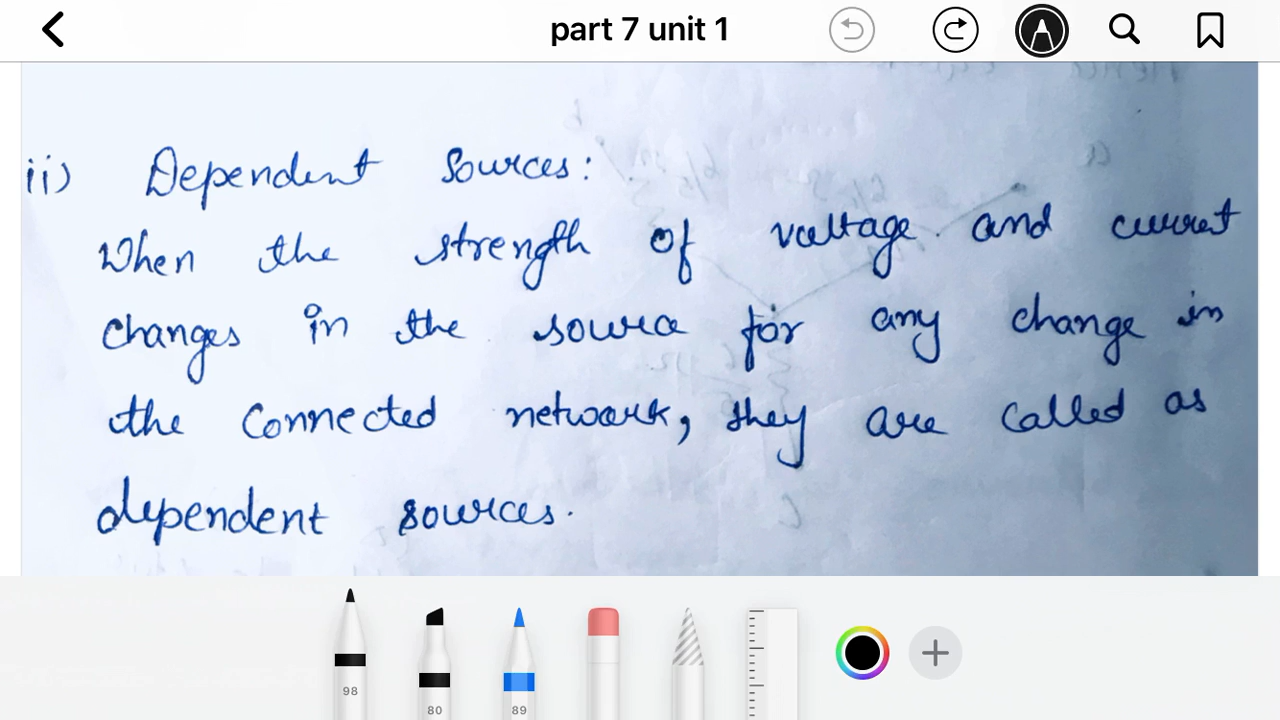 part 7 unit 1
ii) Dependent Sources:
When the strength of voltage and current
changes in the source for any change in
the connected network, they are called as
dependent sources.
98
80
89